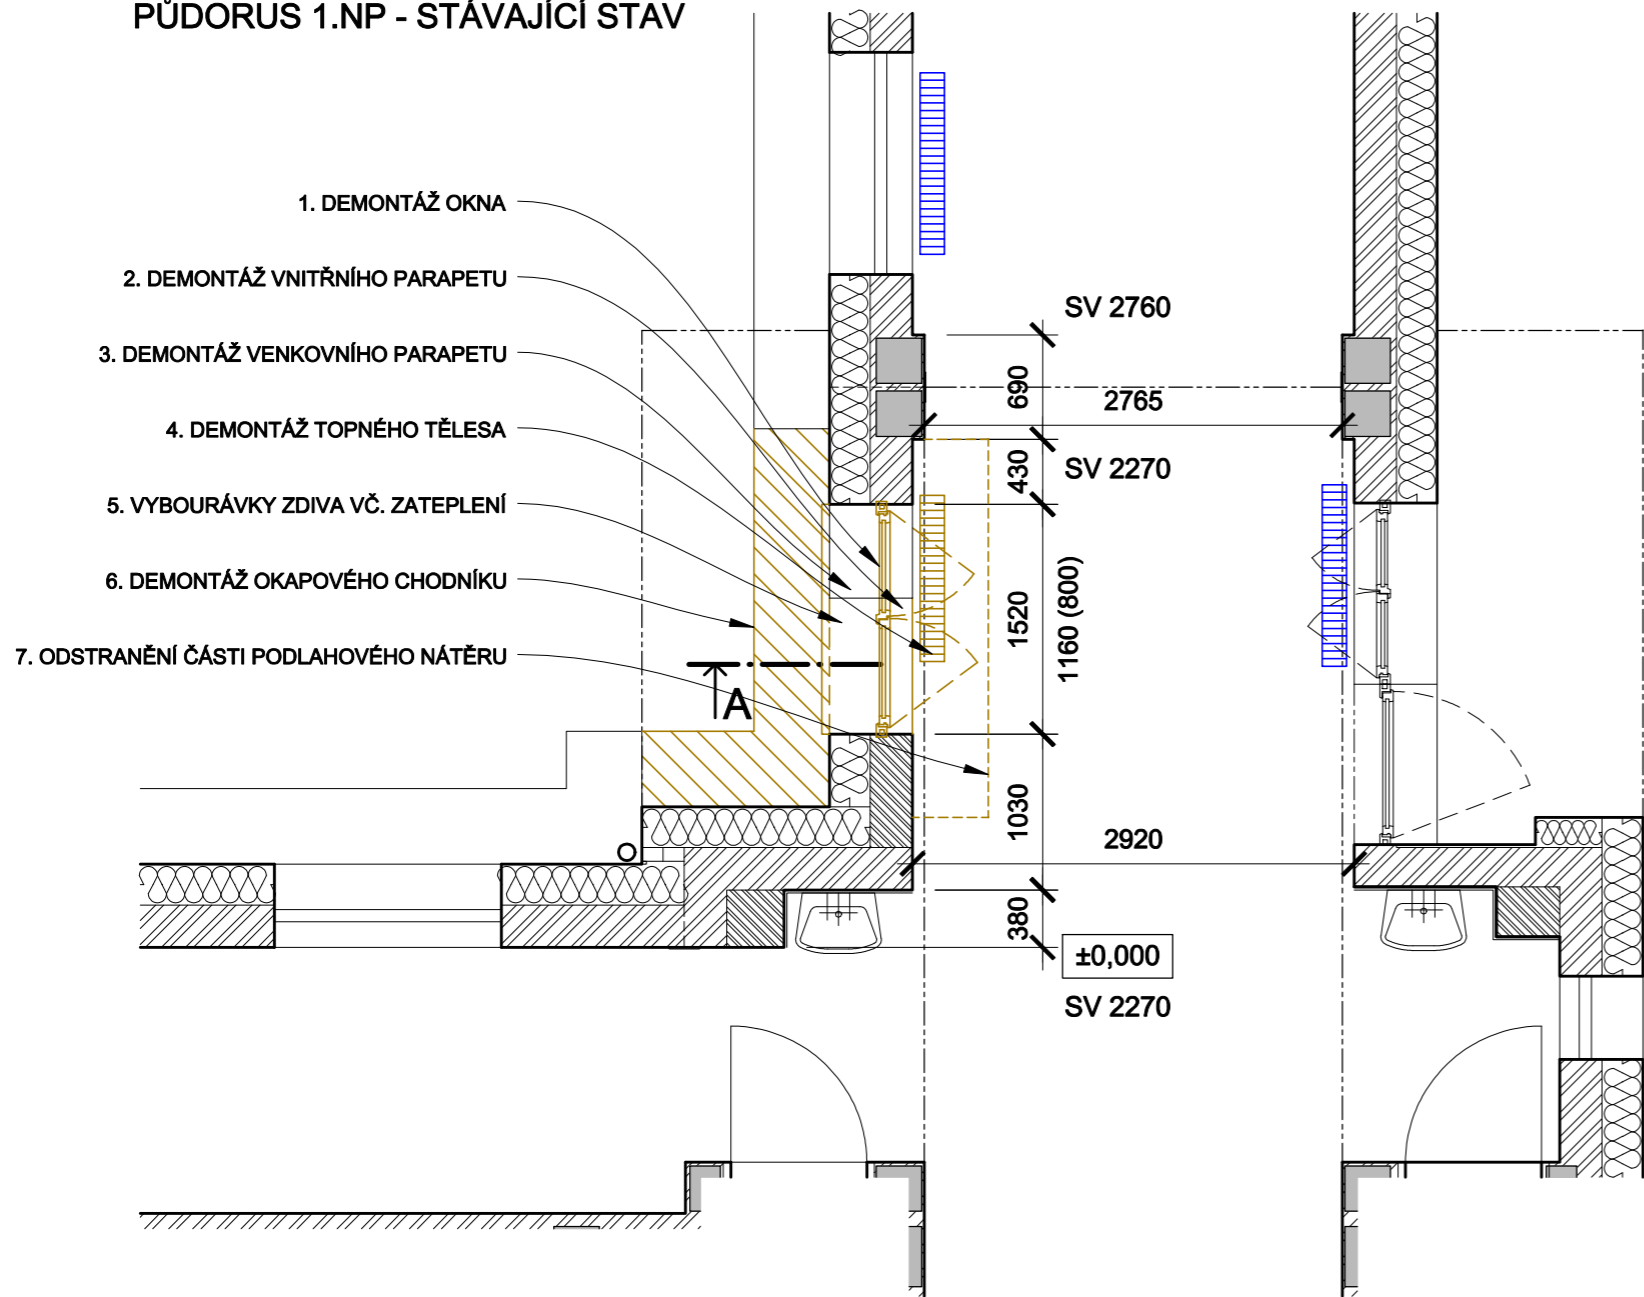 PŮDORUS 1.NP - STÁVAJÍCÍ STAV
1. DEMONTÁŽ OKNA
2. DEMONTÁŽ VNITŘNÍHO PARAPETU
3. DEMONTÁŽ VENKOVNÍHO PARAPETU
4. DEMONTÁŽ TOPNÉHO TĚLESA
5. VYBOURÁVKY ZDIVA VČ. ZATEPLENÍ
6. DEMONTÁŽ OKAPOVÉHO CHODNÍKU
7. ODSTRANĚNÍ ČÁSTI PODLAHOVÉHO NÁTĚRU
A
SV 2760
690
2765
430
SV 2270
1520
1160 (800)
1030
2920
380
±0,000
SV 2270